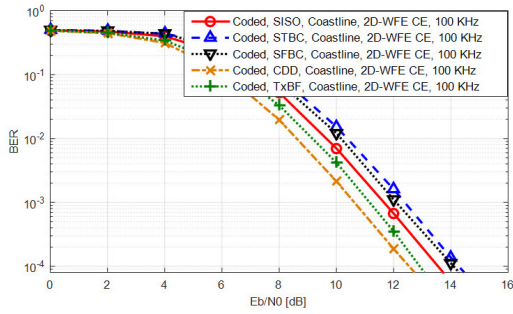 10^0
10^-1
10^-2
10^-3
10^-4
BER
Coded, SISO, Coastline, 2D-WFE CE, 100 KHz
Coded, STBC, Coastline, 2D-WFE CE, 100 KHz
Coded, SFBC, Coastline, 2D-WFE CE, 100 KHz
Coded, CDD, Coastline, 2D-WFE CE, 100 KHz
Coded, TxBF, Coastline, 2D-WFE CE, 100 KHz
0 2 4 6 8 10 12 14 16
Eb/N0 [dB]